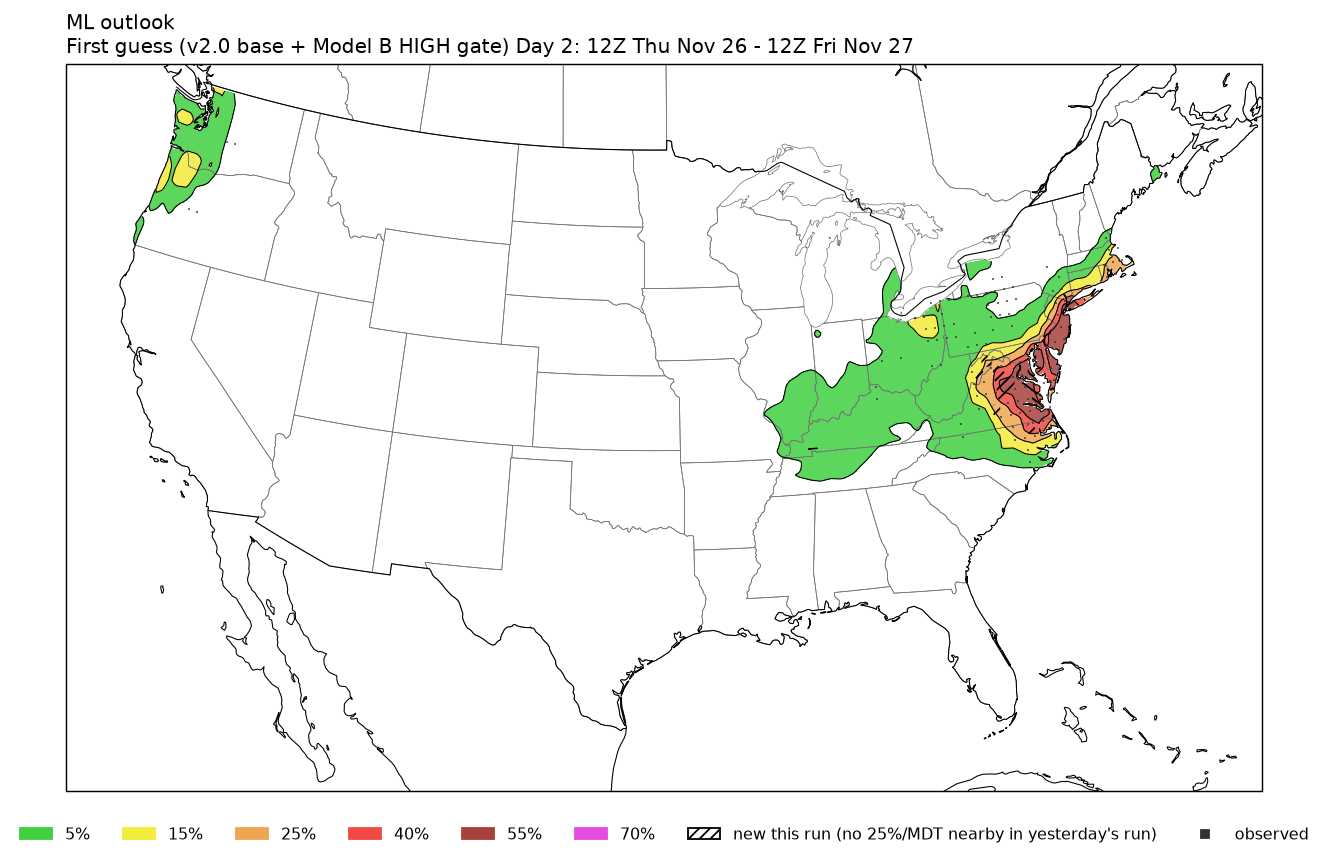 ML outlook
First guess (v2.0 base + Model B HIGH gate) Day 2: 12Z Thu Nov 26 - 12Z Fri Nov 27
5% 15% 25% 40% 55% 70% new this run (no 25%/MDT nearby in yesterday's run) observed